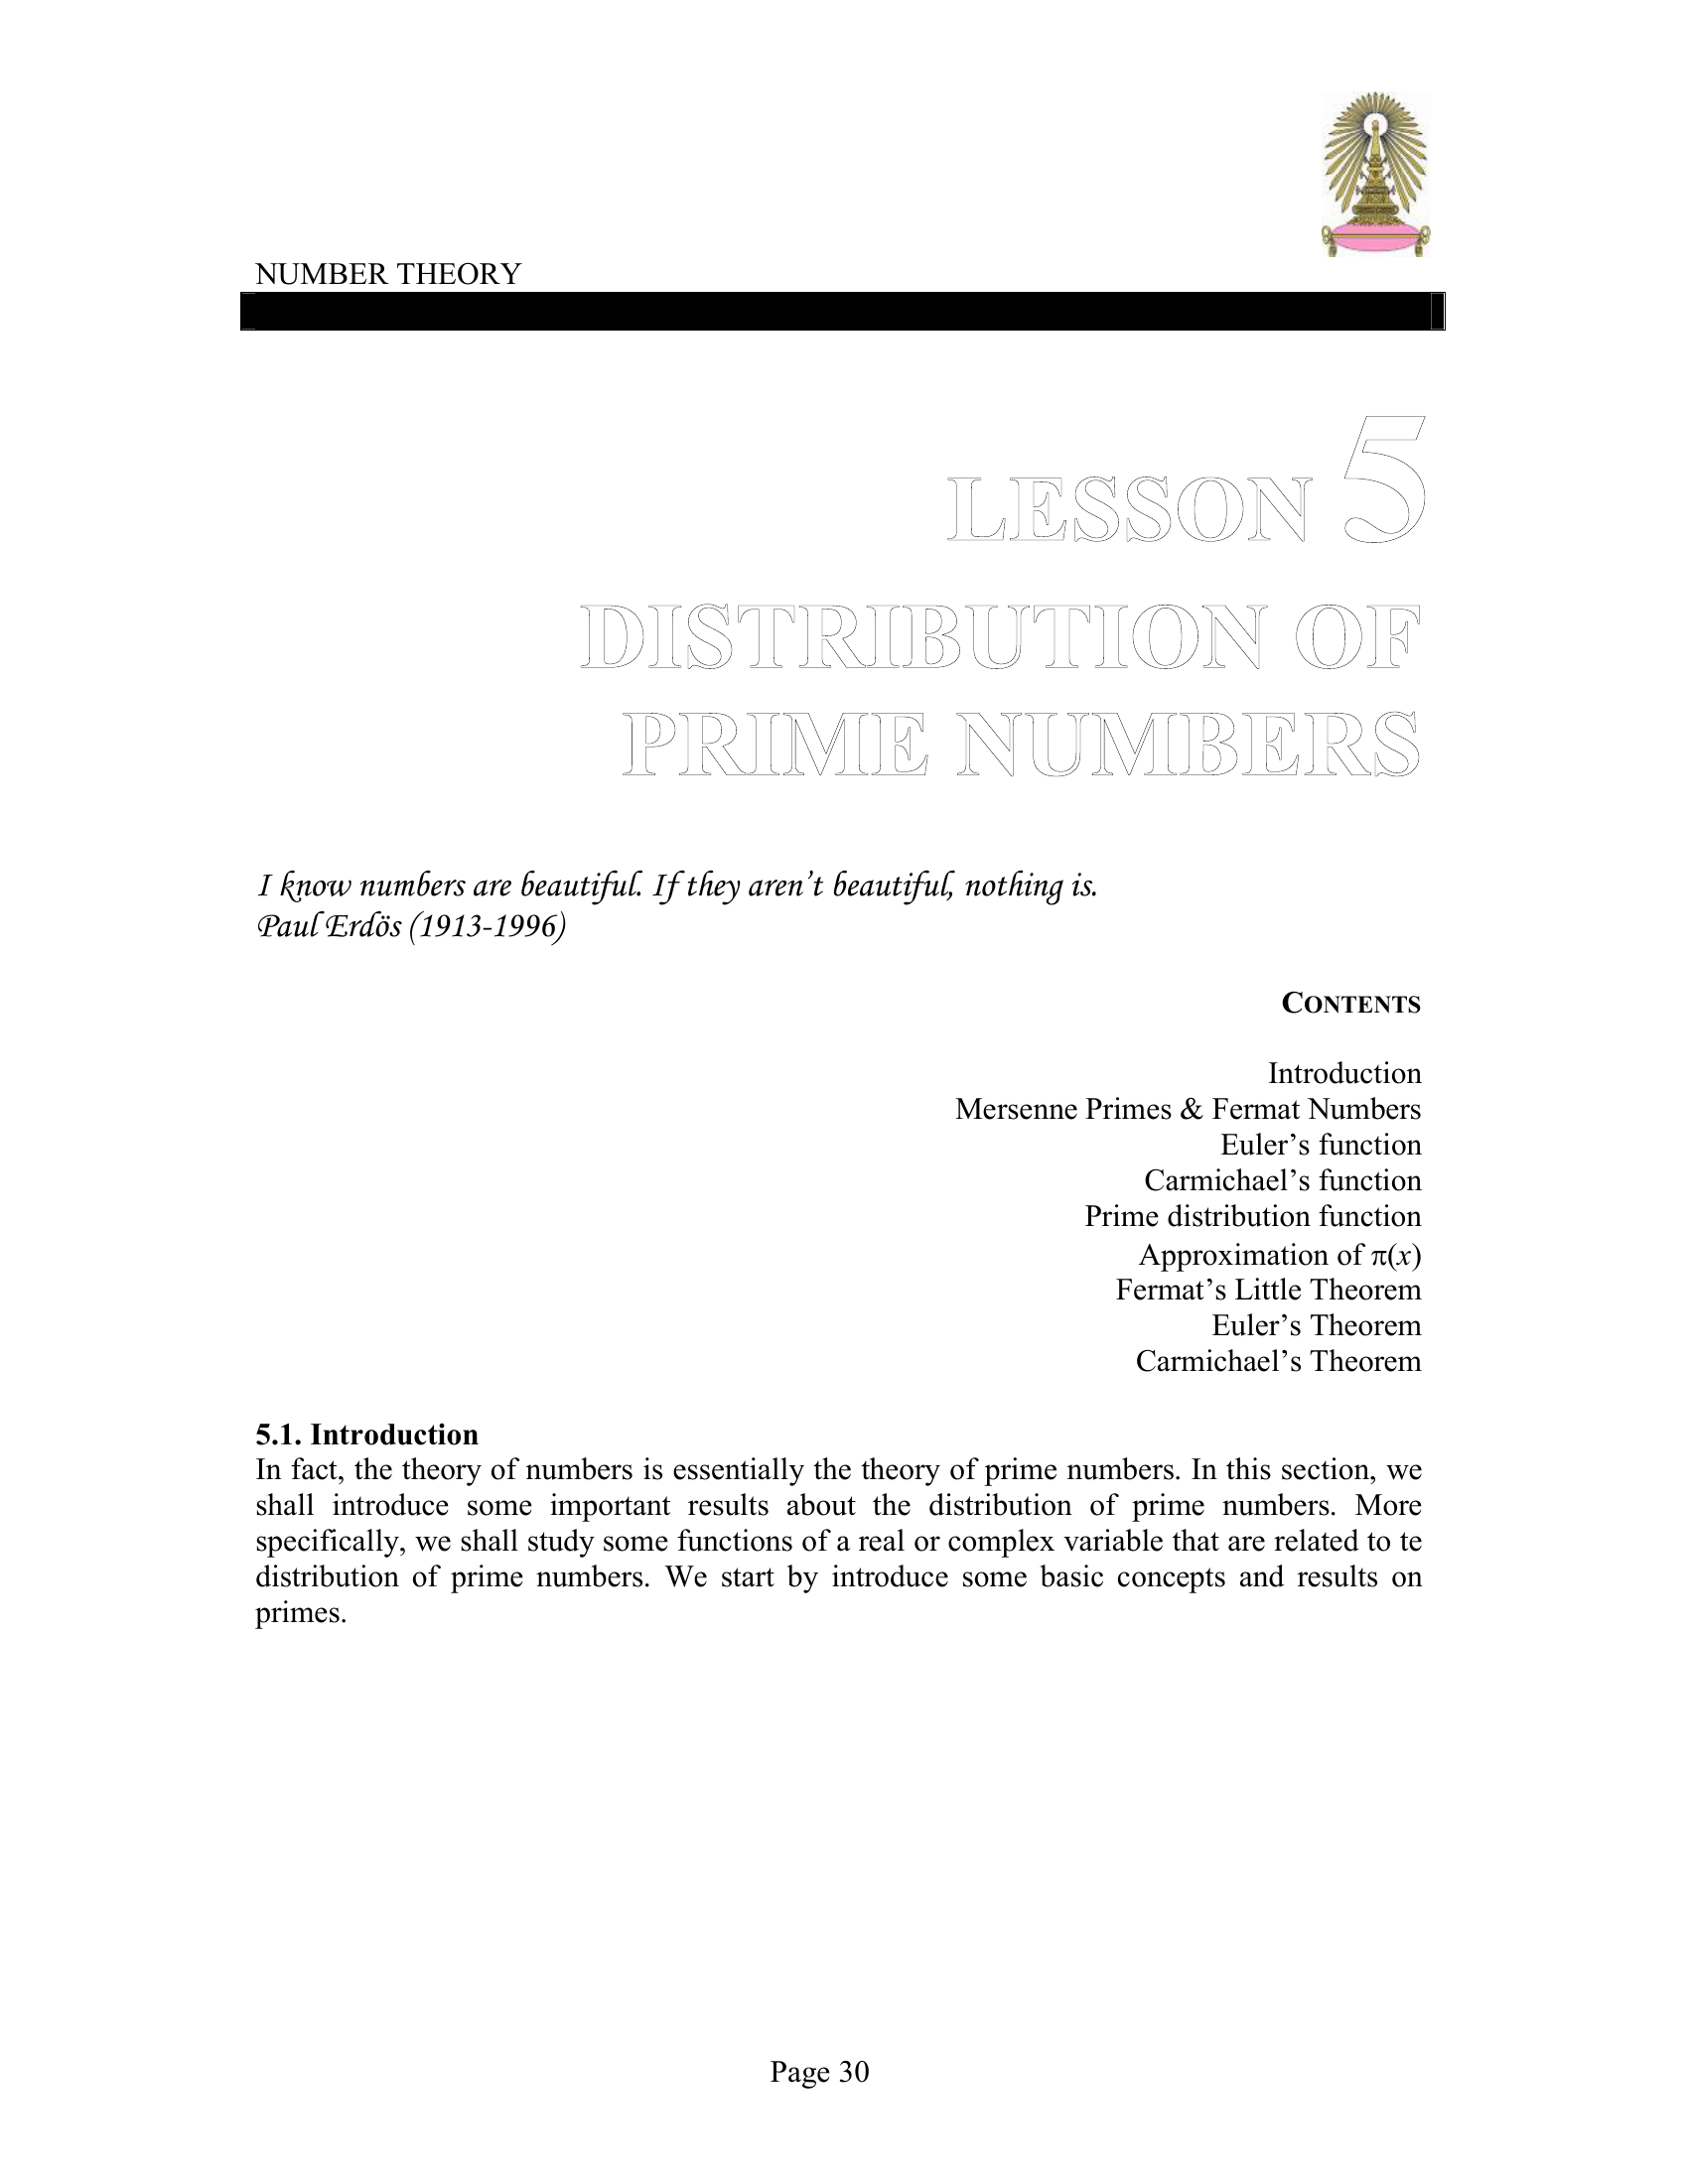 NUMBER THEORY
LESSON 5
DISTRIBUTION OF
PRIME NUMBERS
I know numbers are beautiful. If they aren’t beautiful, nothing is.
Paul Erdös (1913-1996)
CONTENTS
Introduction
Mersenne Primes & Fermat Numbers
Euler’s function
Carmichael’s function
Prime distribution function
Approximation of π(x)
Fermat’s Little Theorem
Euler’s Theorem
Carmichael’s Theorem
5.1. Introduction
In fact, the theory of numbers is essentially the theory of prime numbers. In this section, we
shall introduce some important results about the distribution of prime numbers. More
specifically, we shall study some functions of a real or complex variable that are related to te
distribution of prime numbers. We start by introduce some basic concepts and results on
primes.
Page 30